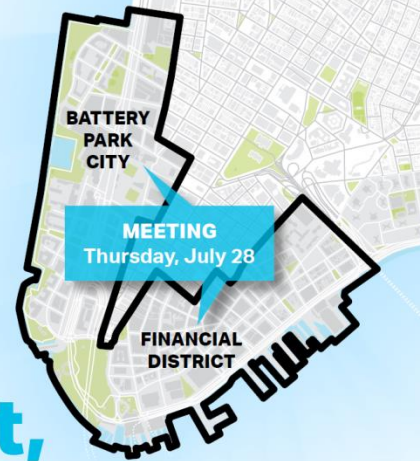 BATTERY
PARK
CITY
MEETING
Thursday, July 28
FINANCIAL
DISTRICT
t,